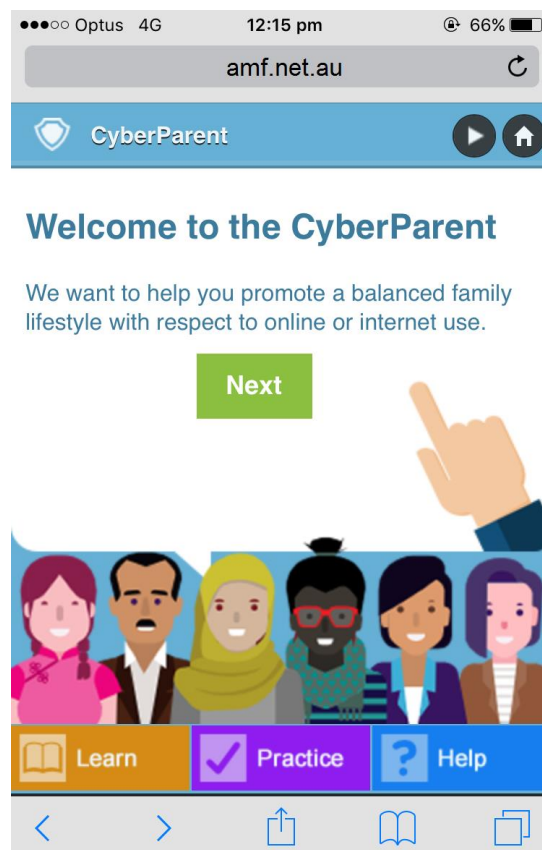 Optus 4G 12:15 pm 66%
amf.net.au
CyberParent
Welcome to the CyberParent
We want to help you promote a balanced family
lifestyle with respect to online or internet use.
Next
Learn Practice ? Help